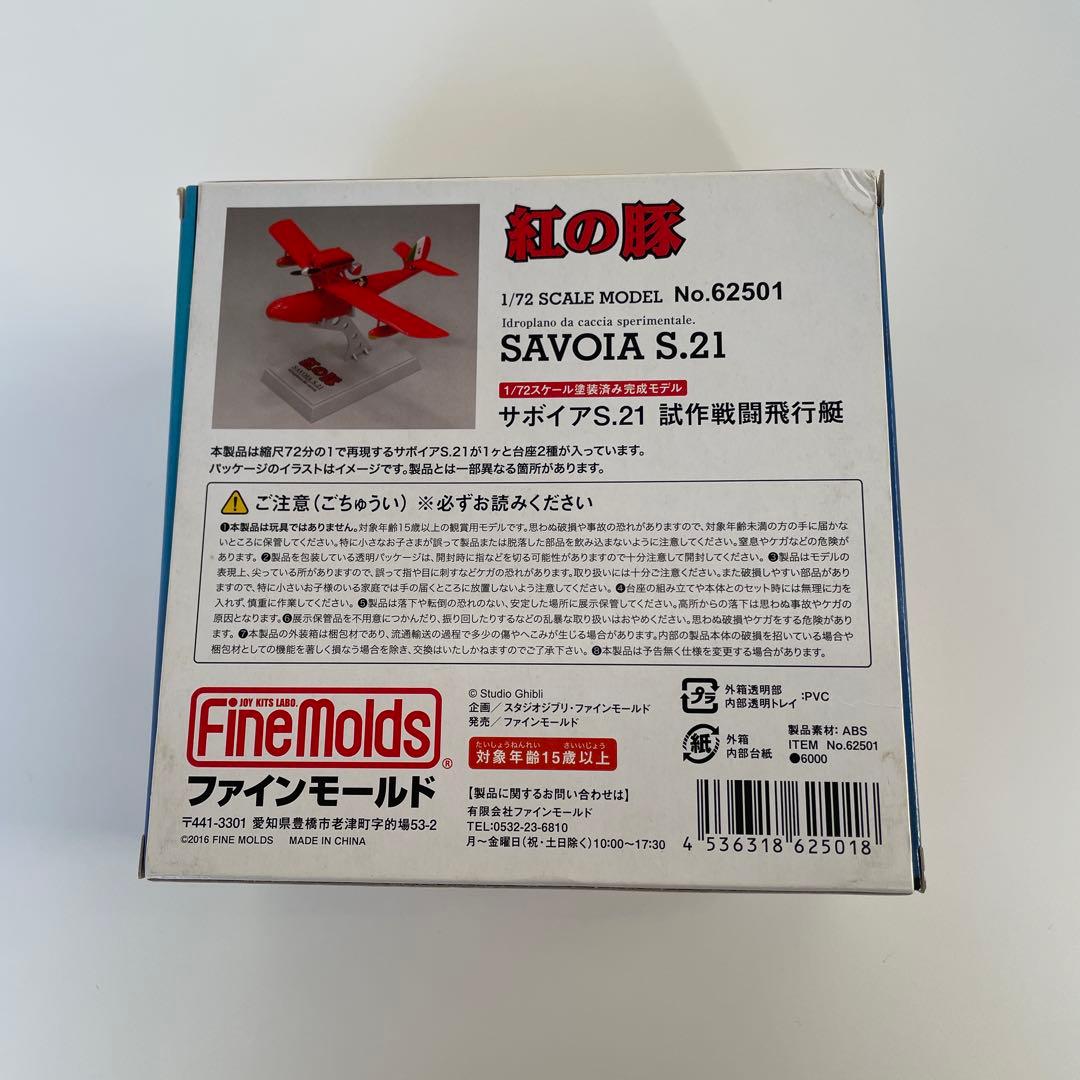 紅の豚
1/72 SCALE MODEL No.62501
Idroplano da caccia sperimentale.
SAVOIA S.21
1/72スケール塗装済み完成モデル
サボイアS.21 試作戦闘飛行艇
紅の豚
SAVOIA S.21
本製品は縮尺72分の1で再現するサボイアS.21が1ヶと台座2種が入っています。
パッケージのイラストはイメージです。製品とは一部異なる箇所があります。
ご注意（ごちゅうい）※必ずお読みください
❶本製品は玩具ではありません。対象年齢15歳以上の観賞用モデルです。思わぬ破損や事故の恐れがありますので、対象年齢未満の方の手に届かな
いところに保管してください。特に小さなお子さまが誤って製品または脱落した部品を飲み込まないように注意してください。窒息やケガなどの危険が
あります。❷製品を包装している透明パッケージは、開封時に指などを切る可能性がありますので十分注意して開封してください。❸製品はモデルの
表現上、尖っている所がありますので、誤って指や目に刺すなどケガの恐れがあります。取り扱いには十分ご注意ください。また破損しやすい部品があり
ますので、特に小さいお子様のいる家庭では手の届くところに放置しないよう注意してください。❹台座の組み立てや本体とのセット時には無理に力を
入れず、慎重に作業してください。❺製品は落下や転倒の恐れのない、安定した場所に展示保管してください。高所からの落下は思わぬ事故やケガの
原因となります。❻展示保管品を不用意につかんだり、振り回したりするなどの乱暴な取り扱いはおやめください。思わぬ破損やケガをする危険があり
ます。❼本製品の外装箱は梱包材であり、流通輸送の過程で多少の傷やへこみが生じる場合があります。内部の製品本体の破損を招いている場合や
梱包材としての機能を著しく損なう場合を除き、交換はいたしかねますのでご了承下さい。❽本製品は予告無く仕様を変更する場合があります。
JOY KITS LABO.
FineMolds®
ファインモールド
〒441-3301 愛知県豊橋市老津町字的場53-2
©2016 FINE MOLDS MADE IN CHINA
© Studio Ghibli
企画／スタジオジブリ・ファインモールド
発売／ファインモールド
たいしょうねんれい さいいじょう
対象年齢15歳以上
【製品に関するお問い合わせは】
有限会社ファインモールド
TEL:0532-23-6810
月〜金曜日（祝・土日除く）10:00〜17:30
プラ
外箱透明部
内部透明トレイ:PVC
紙
外箱
内部台紙
製品素材：ABS
ITEM No.62501
●6000
4 536318 625018